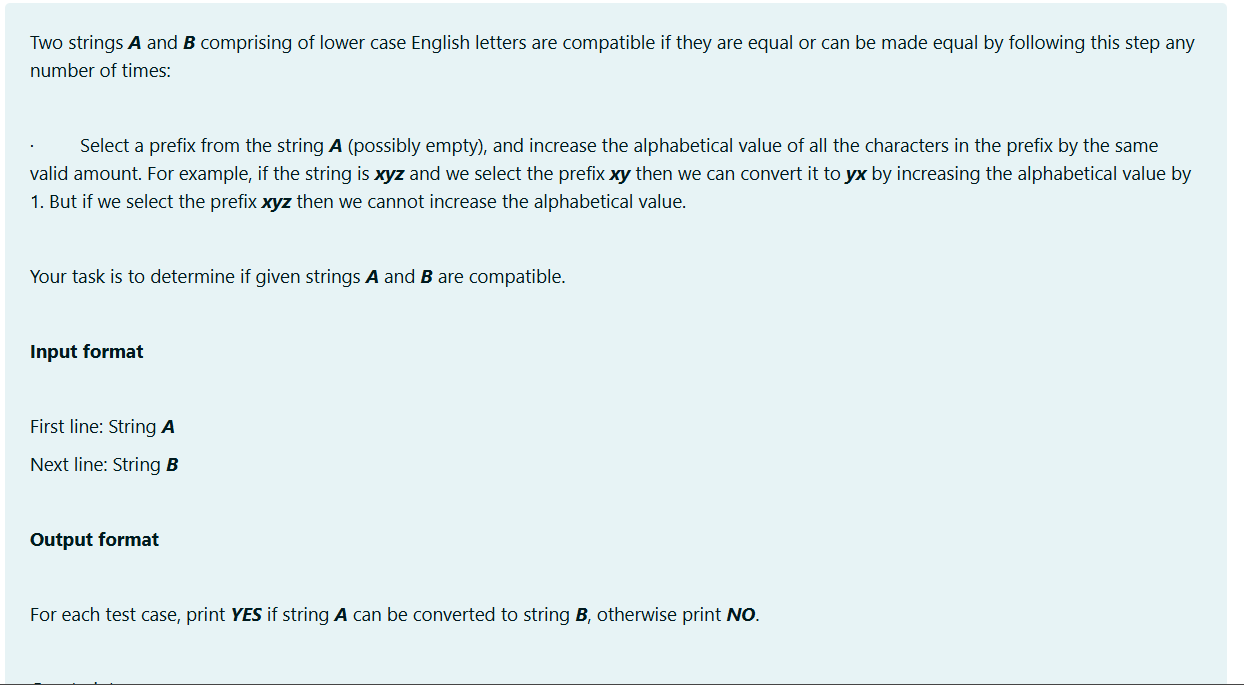 Two strings A and B comprising of lower case English letters are compatible if they are equal or can be made equal by following this step any
number of times:
· Select a prefix from the string A (possibly empty), and increase the alphabetical value of all the characters in the prefix by the same
valid amount. For example, if the string is xyz and we select the prefix xy then we can convert it to yx by increasing the alphabetical value by
1. But if we select the prefix xyz then we cannot increase the alphabetical value.
Your task is to determine if given strings A and B are compatible.
Input format
First line: String A
Next line: String B
Output format
For each test case, print YES if string A can be converted to string B, otherwise print NO.